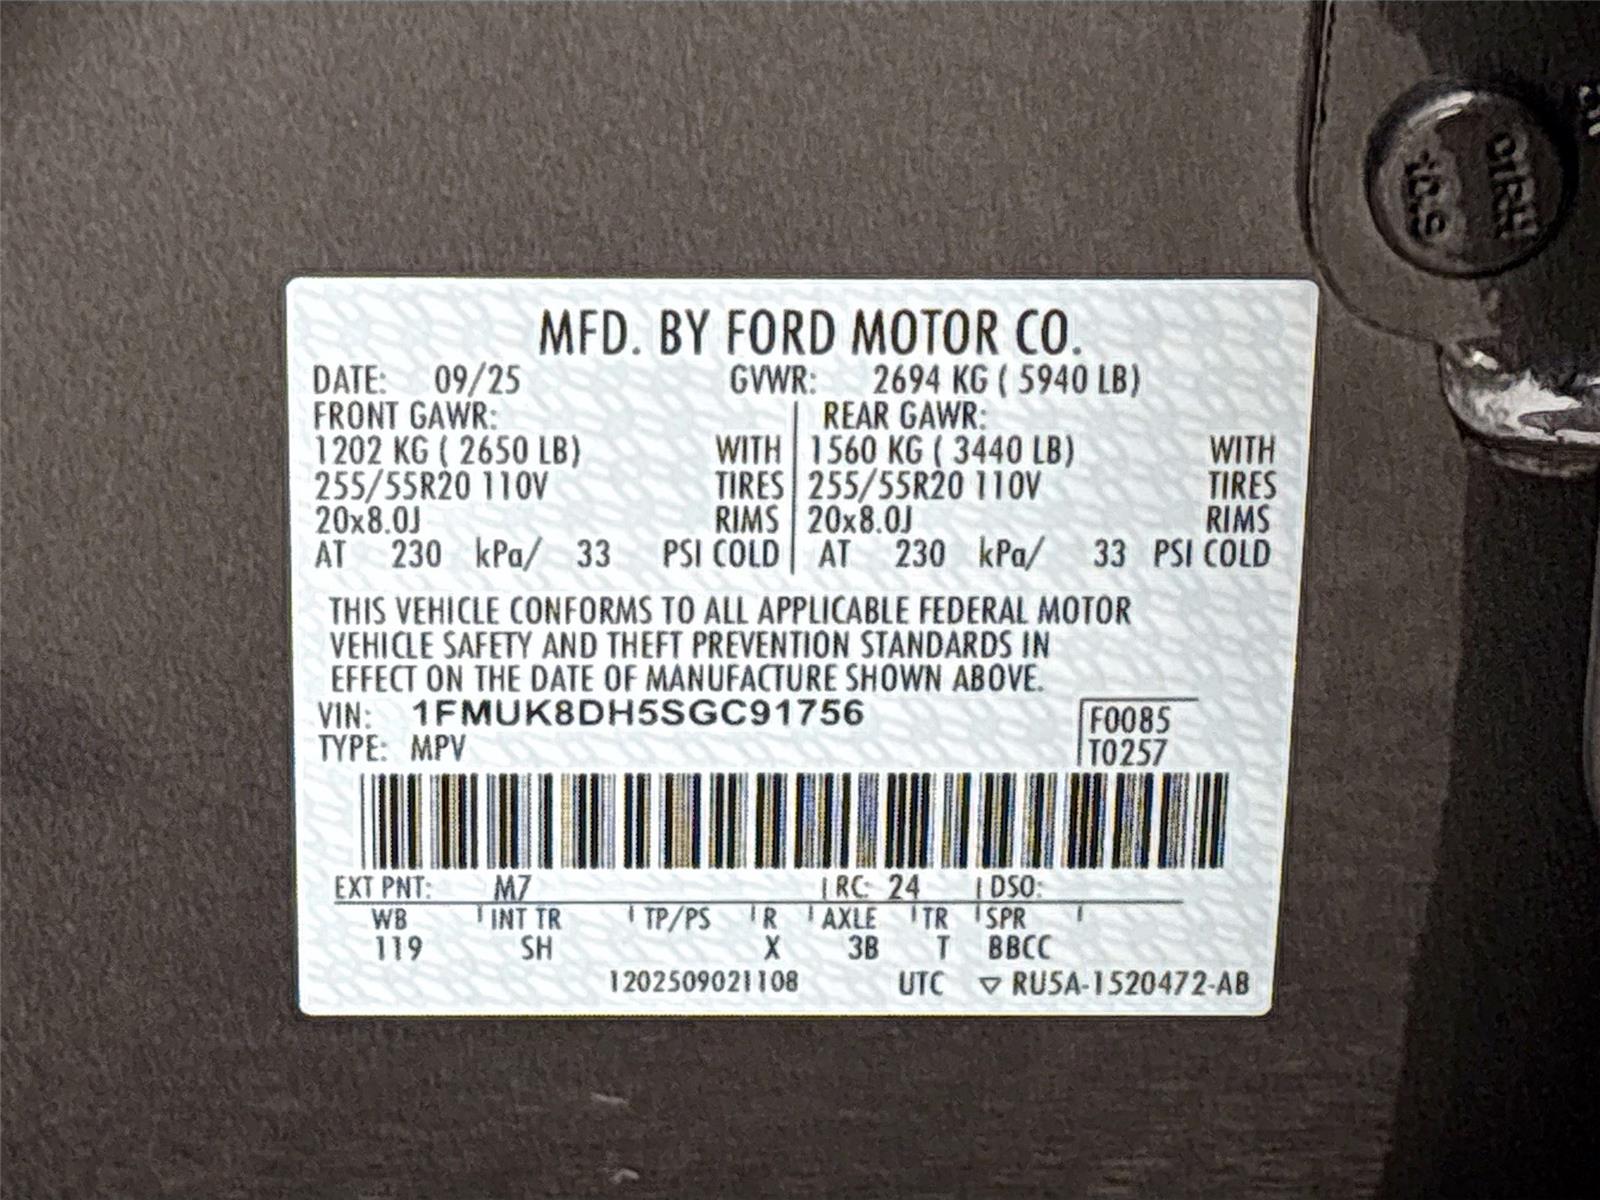 MFD. BY FORD MOTOR CO.
DATE: 09/25 GVWR: 2694 KG ( 5940 LB)
FRONT GAWR: REAR GAWR:
1202 KG ( 2650 LB) WITH 1560 KG ( 3440 LB) WITH
255/55R20 110V TIRES 255/55R20 110V TIRES
20x8.0J RIMS 20x8.0J RIMS
AT 230 kPa/ 33 PSI COLD AT 230 kPa/ 33 PSI COLD
THIS VEHICLE CONFORMS TO ALL APPLICABLE FEDERAL MOTOR
VEHICLE SAFETY AND THEFT PREVENTION STANDARDS IN
EFFECT ON THE DATE OF MANUFACTURE SHOWN ABOVE.
VIN: 1FMUK8DH5SGC91756 F0085
TYPE: MPV T0257
EXT PNT: M7 RC: 24 DSO:
WB INT TR TP/PS R AXLE TR SPR
119 SH X 3B T BBCC
1202509021108 UTC ▽ RU5A-1520472-AB